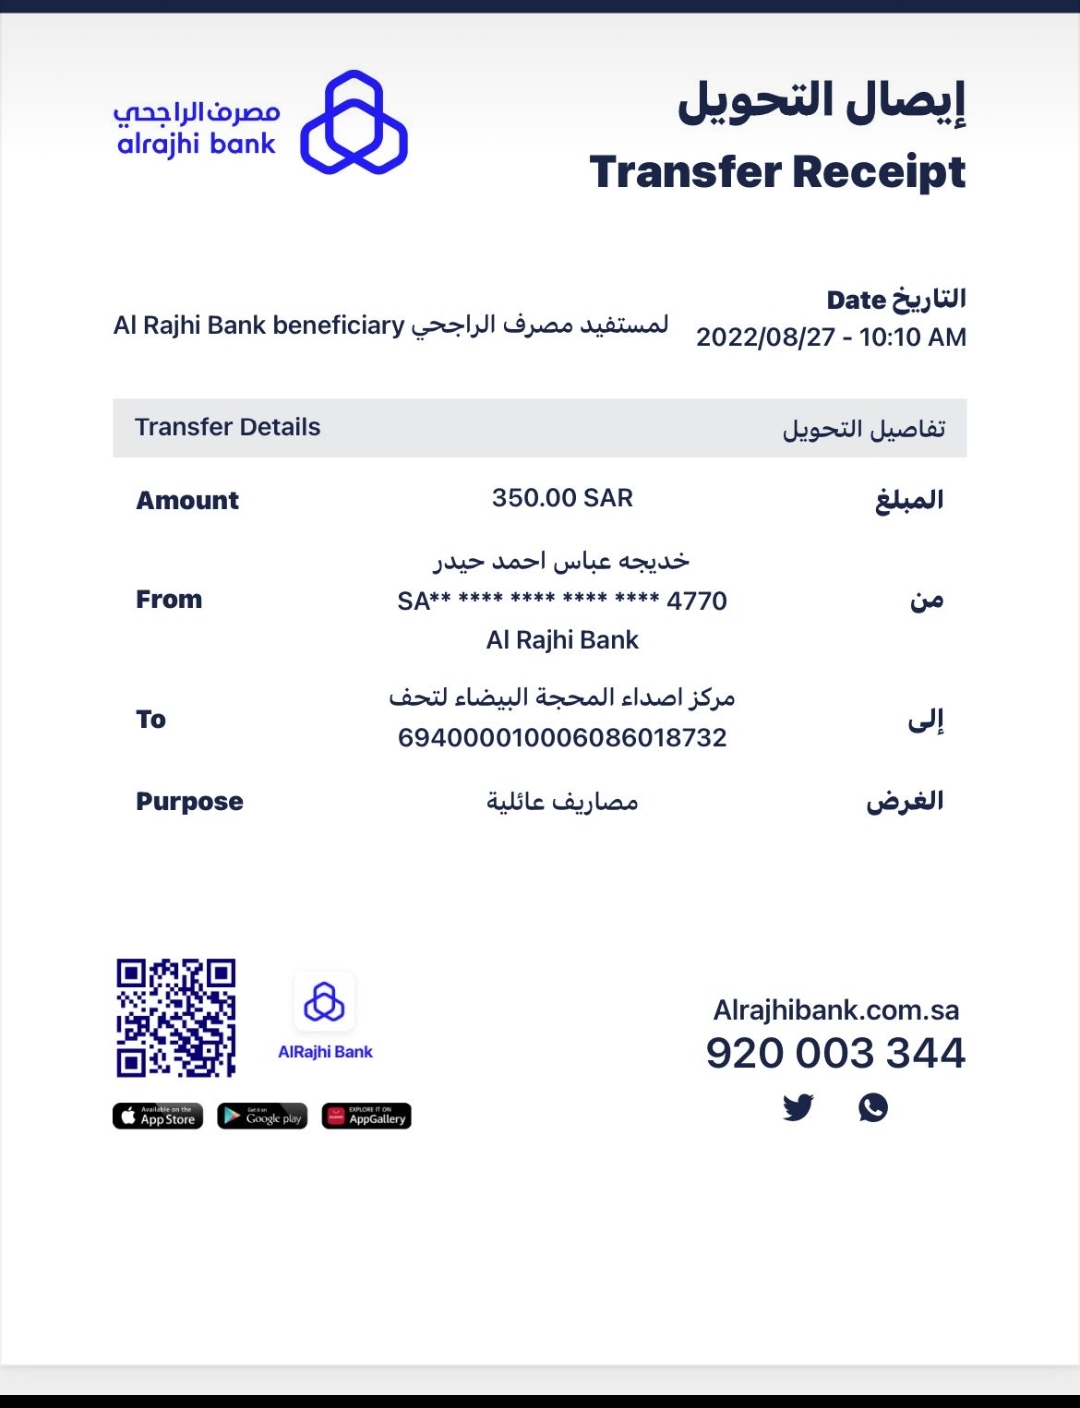 إيصال التحويل
مصرف الراجحي
alrajhi bank
Transfer Receipt
التاريخ Date
2022/08/27 - 10:10 AM
لمستفيد مصرف الراجحي Al Rajhi Bank beneficiary
Transfer Details تفاصيل التحويل
Amount 350.00 SAR المبلغ
خديجه عباس احمد حيدر
From SA** **** **** **** **** 4770 من
Al Rajhi Bank
مركز اصداء المحجة البيضاء لتحف
To إلى
694000010006086018732
Purpose مصاريف عائلية الغرض
Alrajhibank.com.sa
920 003 344
AlRajhi Bank
Available on the
App Store
Get it on
Google play
EXPLORE IT ON
AppGallery